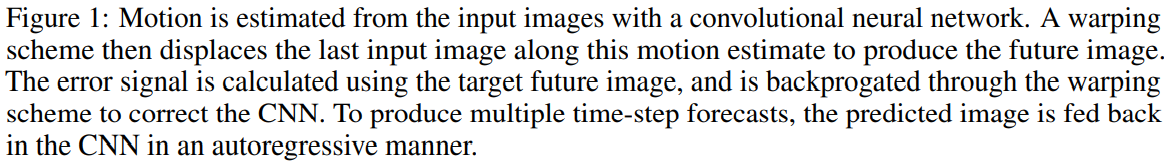 Figure 1: Motion is estimated from the input images with a convolutional neural network. A warping
scheme then displaces the last input image along this motion estimate to produce the future image.
The error signal is calculated using the target future image, and is backprogated through the warping
scheme to correct the CNN. To produce multiple time-step forecasts, the predicted image is fed back
in the CNN in an autoregressive manner.